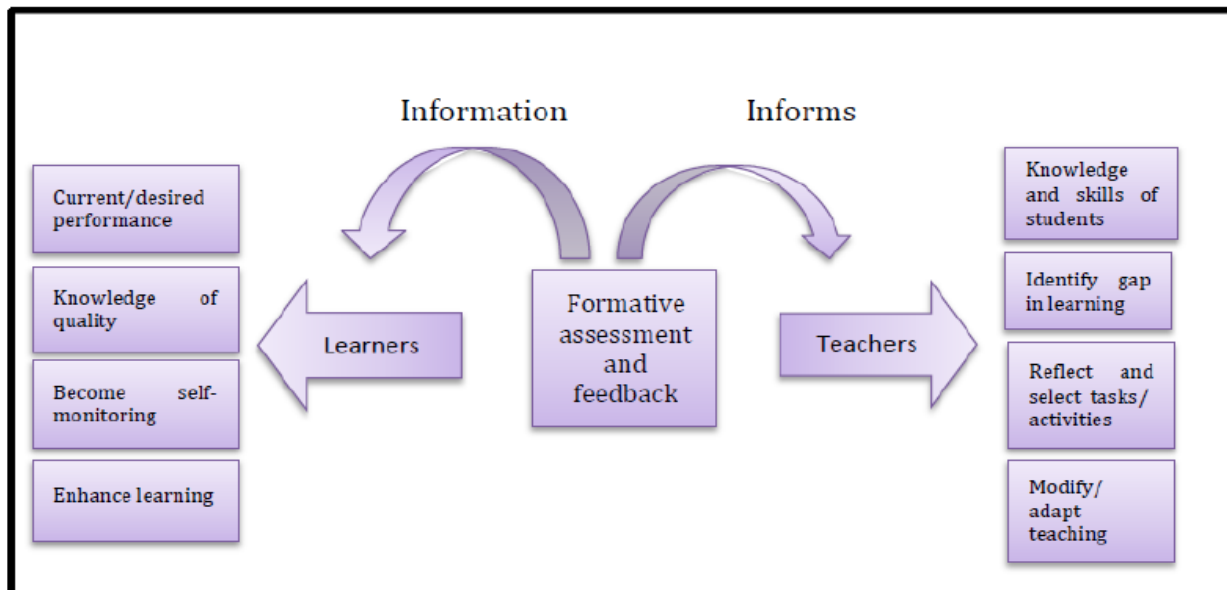 Information
Informs
Current/desired
performance
Knowledge of
quality
Become self-
monitoring
Enhance learning
Learners
Formative
assessment
and
feedback
Teachers
Knowledge
and skills of
students
Identify gap
in learning
Reflect and
select tasks/
activities
Modify/
adapt
teaching